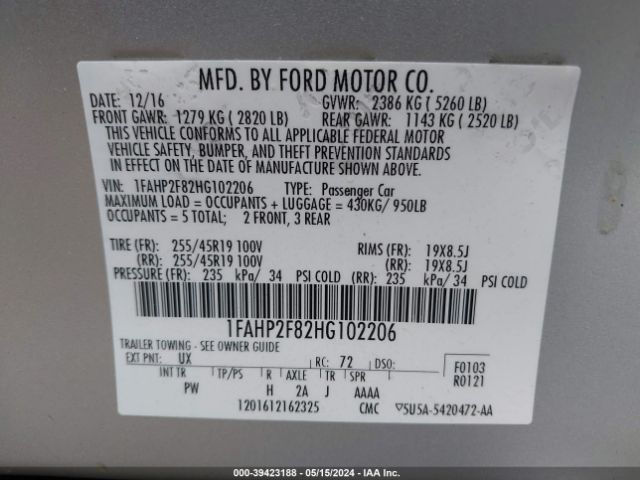 MFD. BY FORD MOTOR CO.
DATE: 12/16 GVWR: 2386 KG ( 5260 LB)
FRONT GAWR: 1279 KG ( 2820 LB) REAR GAWR: 1143 KG ( 2520 LB)
THIS VEHICLE CONFORMS TO ALL APPLICABLE FEDERAL MOTOR
VEHICLE SAFETY, BUMPER, AND THEFT PREVENTION STANDARDS
IN EFFECT ON THE DATE OF MANUFACTURE SHOWN ABOVE.
VIN: 1FAHP2F82HG102206 TYPE: Passenger Car
MAXIMUM LOAD = OCCUPANTS + LUGGAGE = 430KG/ 950LB
OCCUPANTS = 5 TOTAL; 2 FRONT, 3 REAR
TIRE (FR): 255/45R19 100V RIMS (FR): 19X8.5J
(RR): 255/45R19 100V (RR): 19X8.5J
PRESSURE (FR): 235 kPa/ 34 PSI COLD (RR): 235 kPa/ 34 PSI COLD
1FAHP2F82HG102206
TRAILER TOWING - SEE OWNER GUIDE
EXT PNT: UX RC: 72 DSO: F0103
INT TR TP/PS R AXLE TR SPR R0121
PW H 2A J AAAA
1201612162325 CMC ▽5U5A-5420472-AA
000-39423188 - 05/15/2024 - IAA Inc.